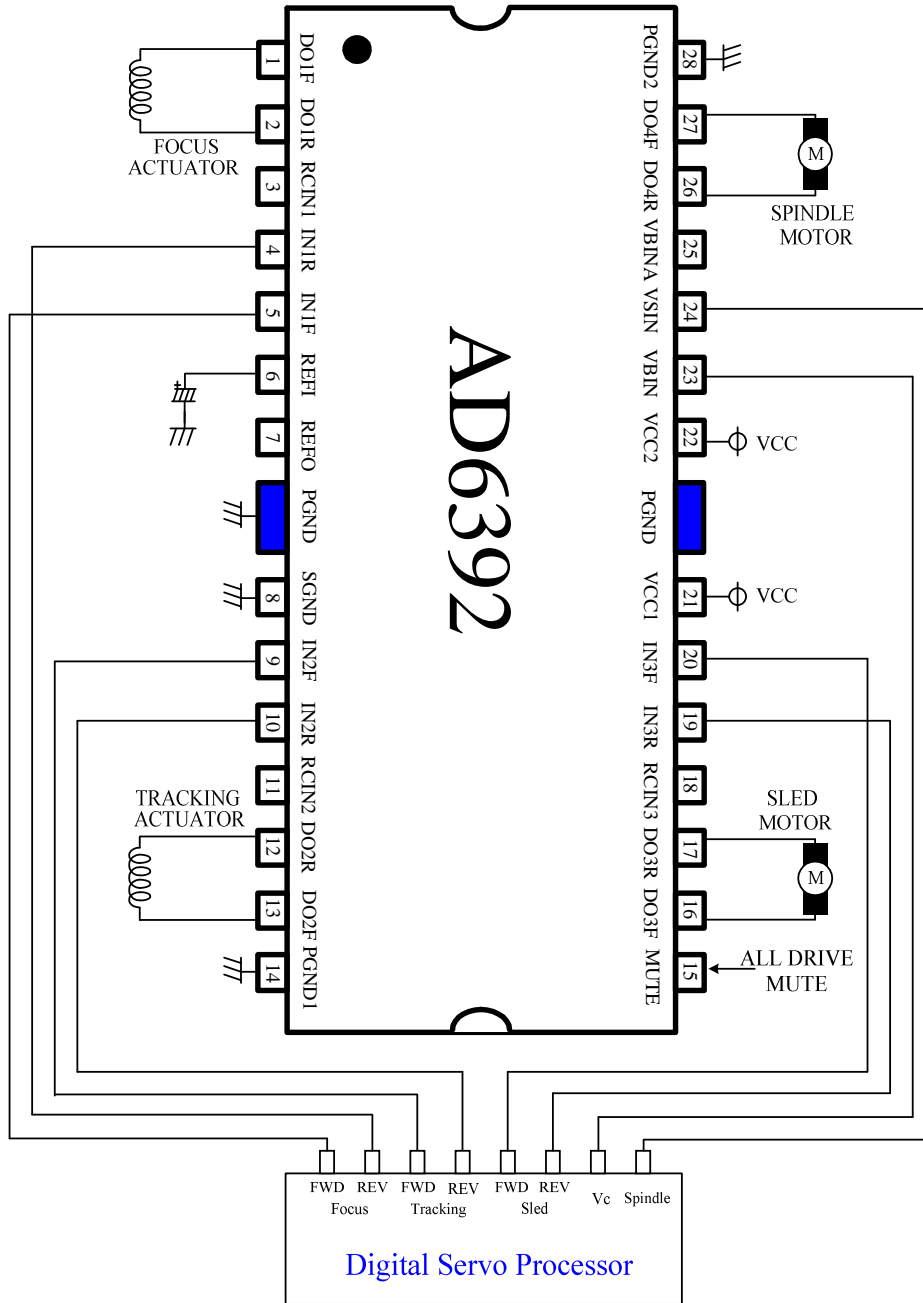 1
DO1F
2
DO1R
FOCUS
ACTUATOR
3
RCIN1
4
IN1R
5
IN1F
6
REFI
+
7
REFO
PGND
8
SGND
9
IN2F
10
IN2R
11
RCIN2
TRACKING
ACTUATOR
12
DO2R
13
DO2F
14
PGND1
AD6392
PGND2
28
DO4F
27
M
DO4R
26
SPINDLE
MOTOR
VBINA
25
VSIN
24
VBIN
23
VCC2
22
VCC
PGND
VCC1
21
VCC
IN3F
20
IN3R
19
RCIN3
18
SLED
MOTOR
DO3R
17
M
DO3F
16
MUTE
15
ALL DRIVE
MUTE
FWD REV FWD REV FWD REV Vc Spindle
Focus Tracking Sled
Digital Servo Processor